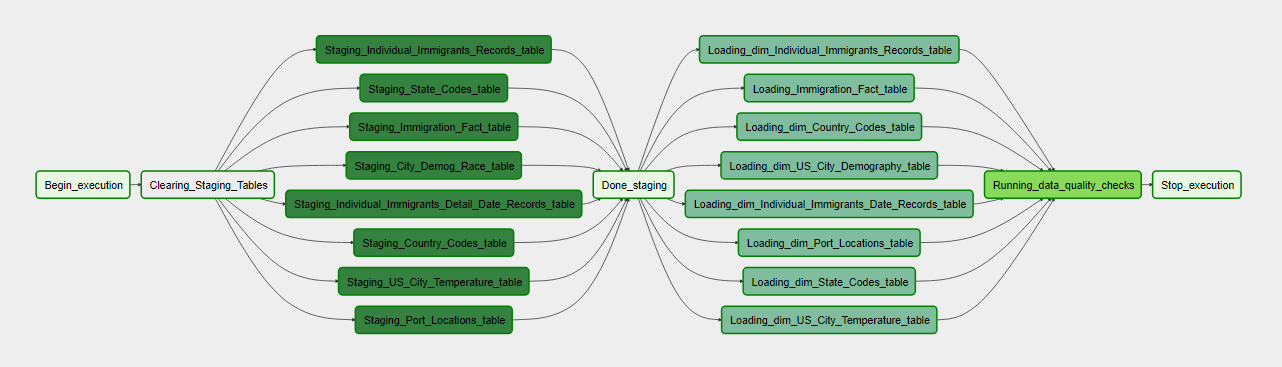 Begin_execution
Clearing_Staging_Tables
Staging_Individual_Immigrants_Records_table
Staging_State_Codes_table
Staging_Immigration_Fact_table
Staging_City_Demog_Race_table
Staging_Individual_Immigrants_Detail_Date_Records_table
Staging_Country_Codes_table
Staging_US_City_Temperature_table
Staging_Port_Locations_table
Done_staging
Loading_dim_Individual_Immigrants_Records_table
Loading_Immigration_Fact_table
Loading_dim_Country_Codes_table
Loading_dim_US_City_Demography_table
Loading_dim_Individual_Immigrants_Date_Records_table
Loading_dim_Port_Locations_table
Loading_dim_State_Codes_table
Loading_dim_US_City_Temperature_table
Running_data_quality_checks
Stop_execution